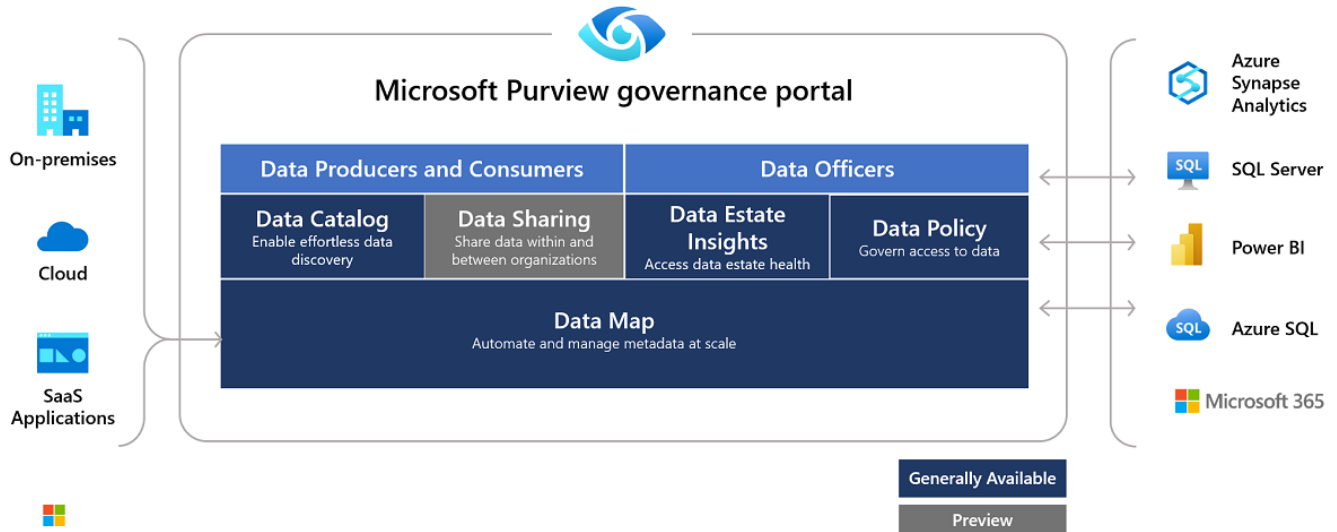 Microsoft Purview governance portal
On-premises
Cloud
SaaS
Applications
Data Producers and Consumers
Data Officers
Data Catalog
Enable effortless data
discovery
Data Sharing
Share data within and
between organizations
Data Estate
Insights
Access data estate health
Data Policy
Govern access to data
Data Map
Automate and manage metadata at scale
Azure
Synapse
Analytics
SQL
SQL Server
Power BI
SQL
Azure SQL
Microsoft 365
Generally Available
Preview